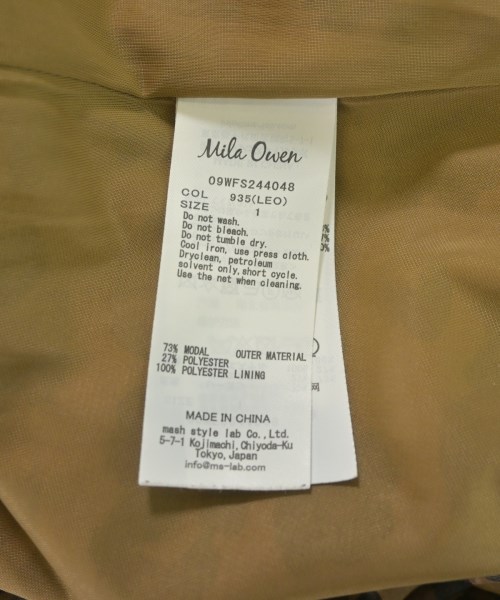 Mila Owen
09WFS244048
COL 935(LEO)
SIZE 1
Do not wash.
Do not bleach.
Do not tumble dry.
Cool iron, use press cloth.
Dryclean, petroleum
solvent only, short cycle.
Use the net when cleaning.
73% MODAL OUTER MATERIAL
27% POLYESTER
100% POLYESTER LINING
MADE IN CHINA
mash style lab Co., Ltd.
5-7-1 Kojimachi, Chiyoda-Ku
Tokyo, Japan
info@ms-lab.com